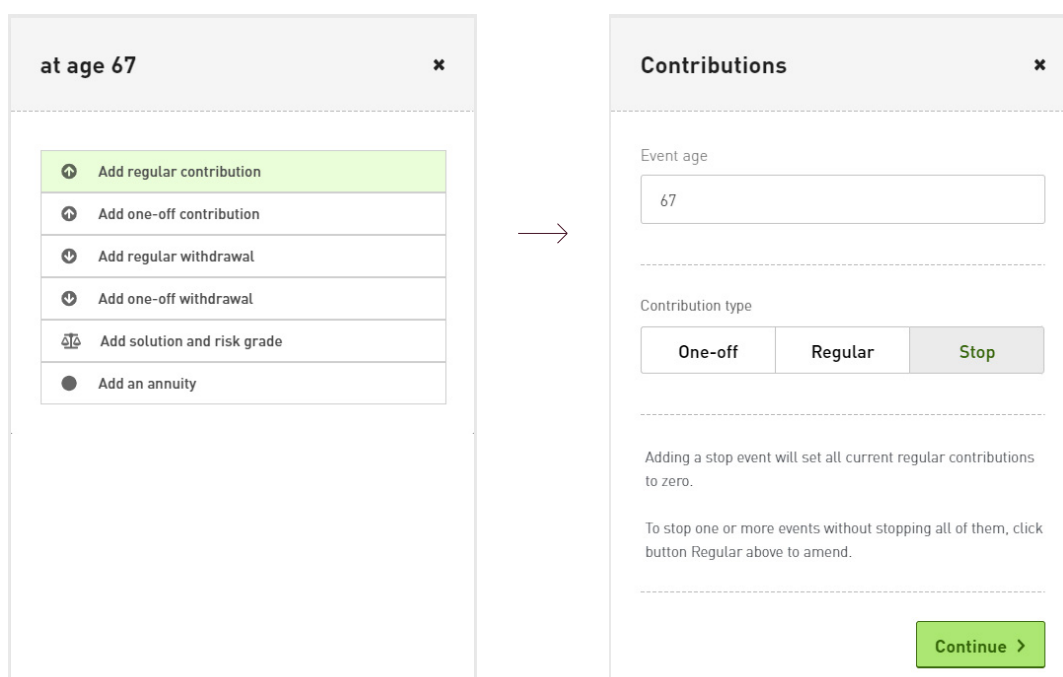 at age 67
Add regular contribution
Add one-off contribution
Add regular withdrawal
Add one-off withdrawal
Add solution and risk grade
Add an annuity
Contributions
Event age
67
Contribution type
One-off
Regular
Stop
Adding a stop event will set all current regular contributions
to zero.
To stop one or more events without stopping all of them, click
button Regular above to amend.
Continue